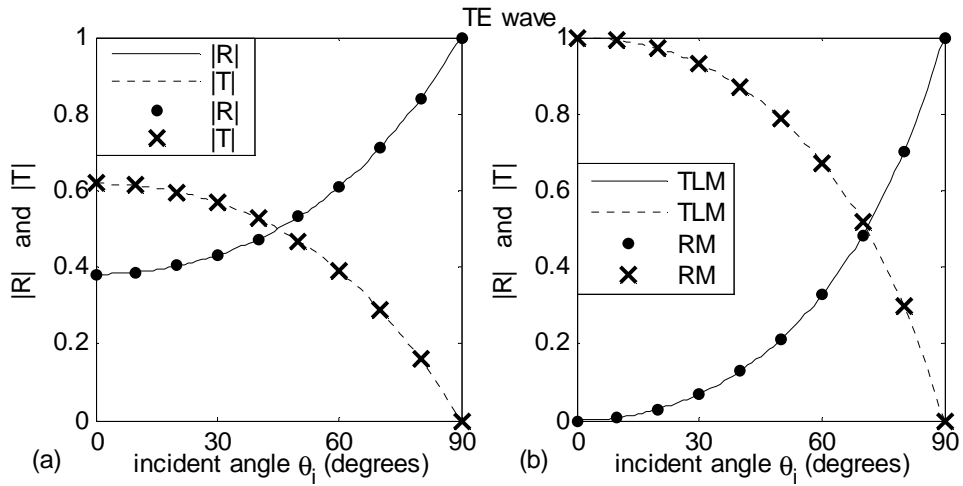 TE wave
1
0.8
0.6
0.4
0.2
0
|R| and |T|
|R|
|T|
|R|
|T|
0 30 60 90
(a) incident angle θi (degrees)
1
0.8
0.6
0.4
0.2
0
|R| and |T|
TLM
TLM
RM
RM
0 30 60 90
(b) incident angle θi (degrees)